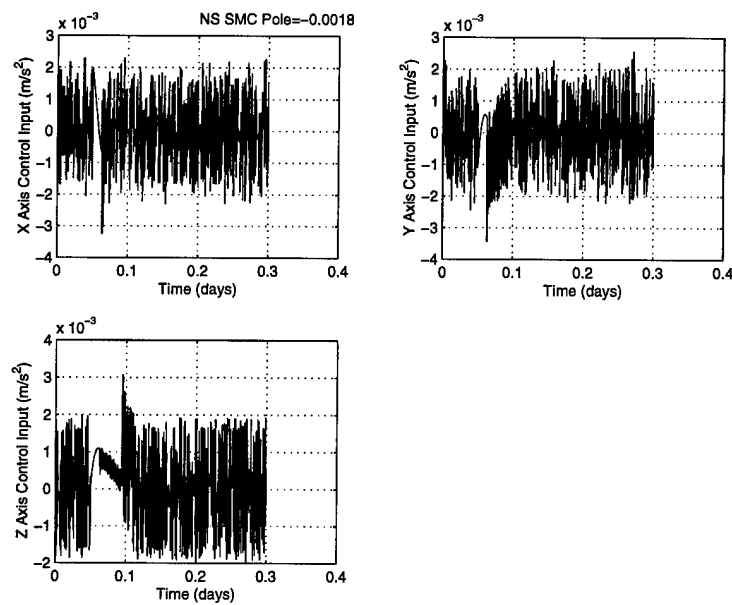 NS SMC Pole=−0.0018
x 10⁻³
3
2
1
0
−1
−2
−3
−4
X Axis Control Input (m/s²)
0 0.1 0.2 0.3 0.4
Time (days)
x 10⁻³
3
2
1
0
−1
−2
−3
−4
Y Axis Control Input (m/s²)
0 0.1 0.2 0.3 0.4
Time (days)
x 10⁻³
4
3
2
1
0
−1
−2
Z Axis Control Input (m/s²)
0 0.1 0.2 0.3 0.4
Time (days)